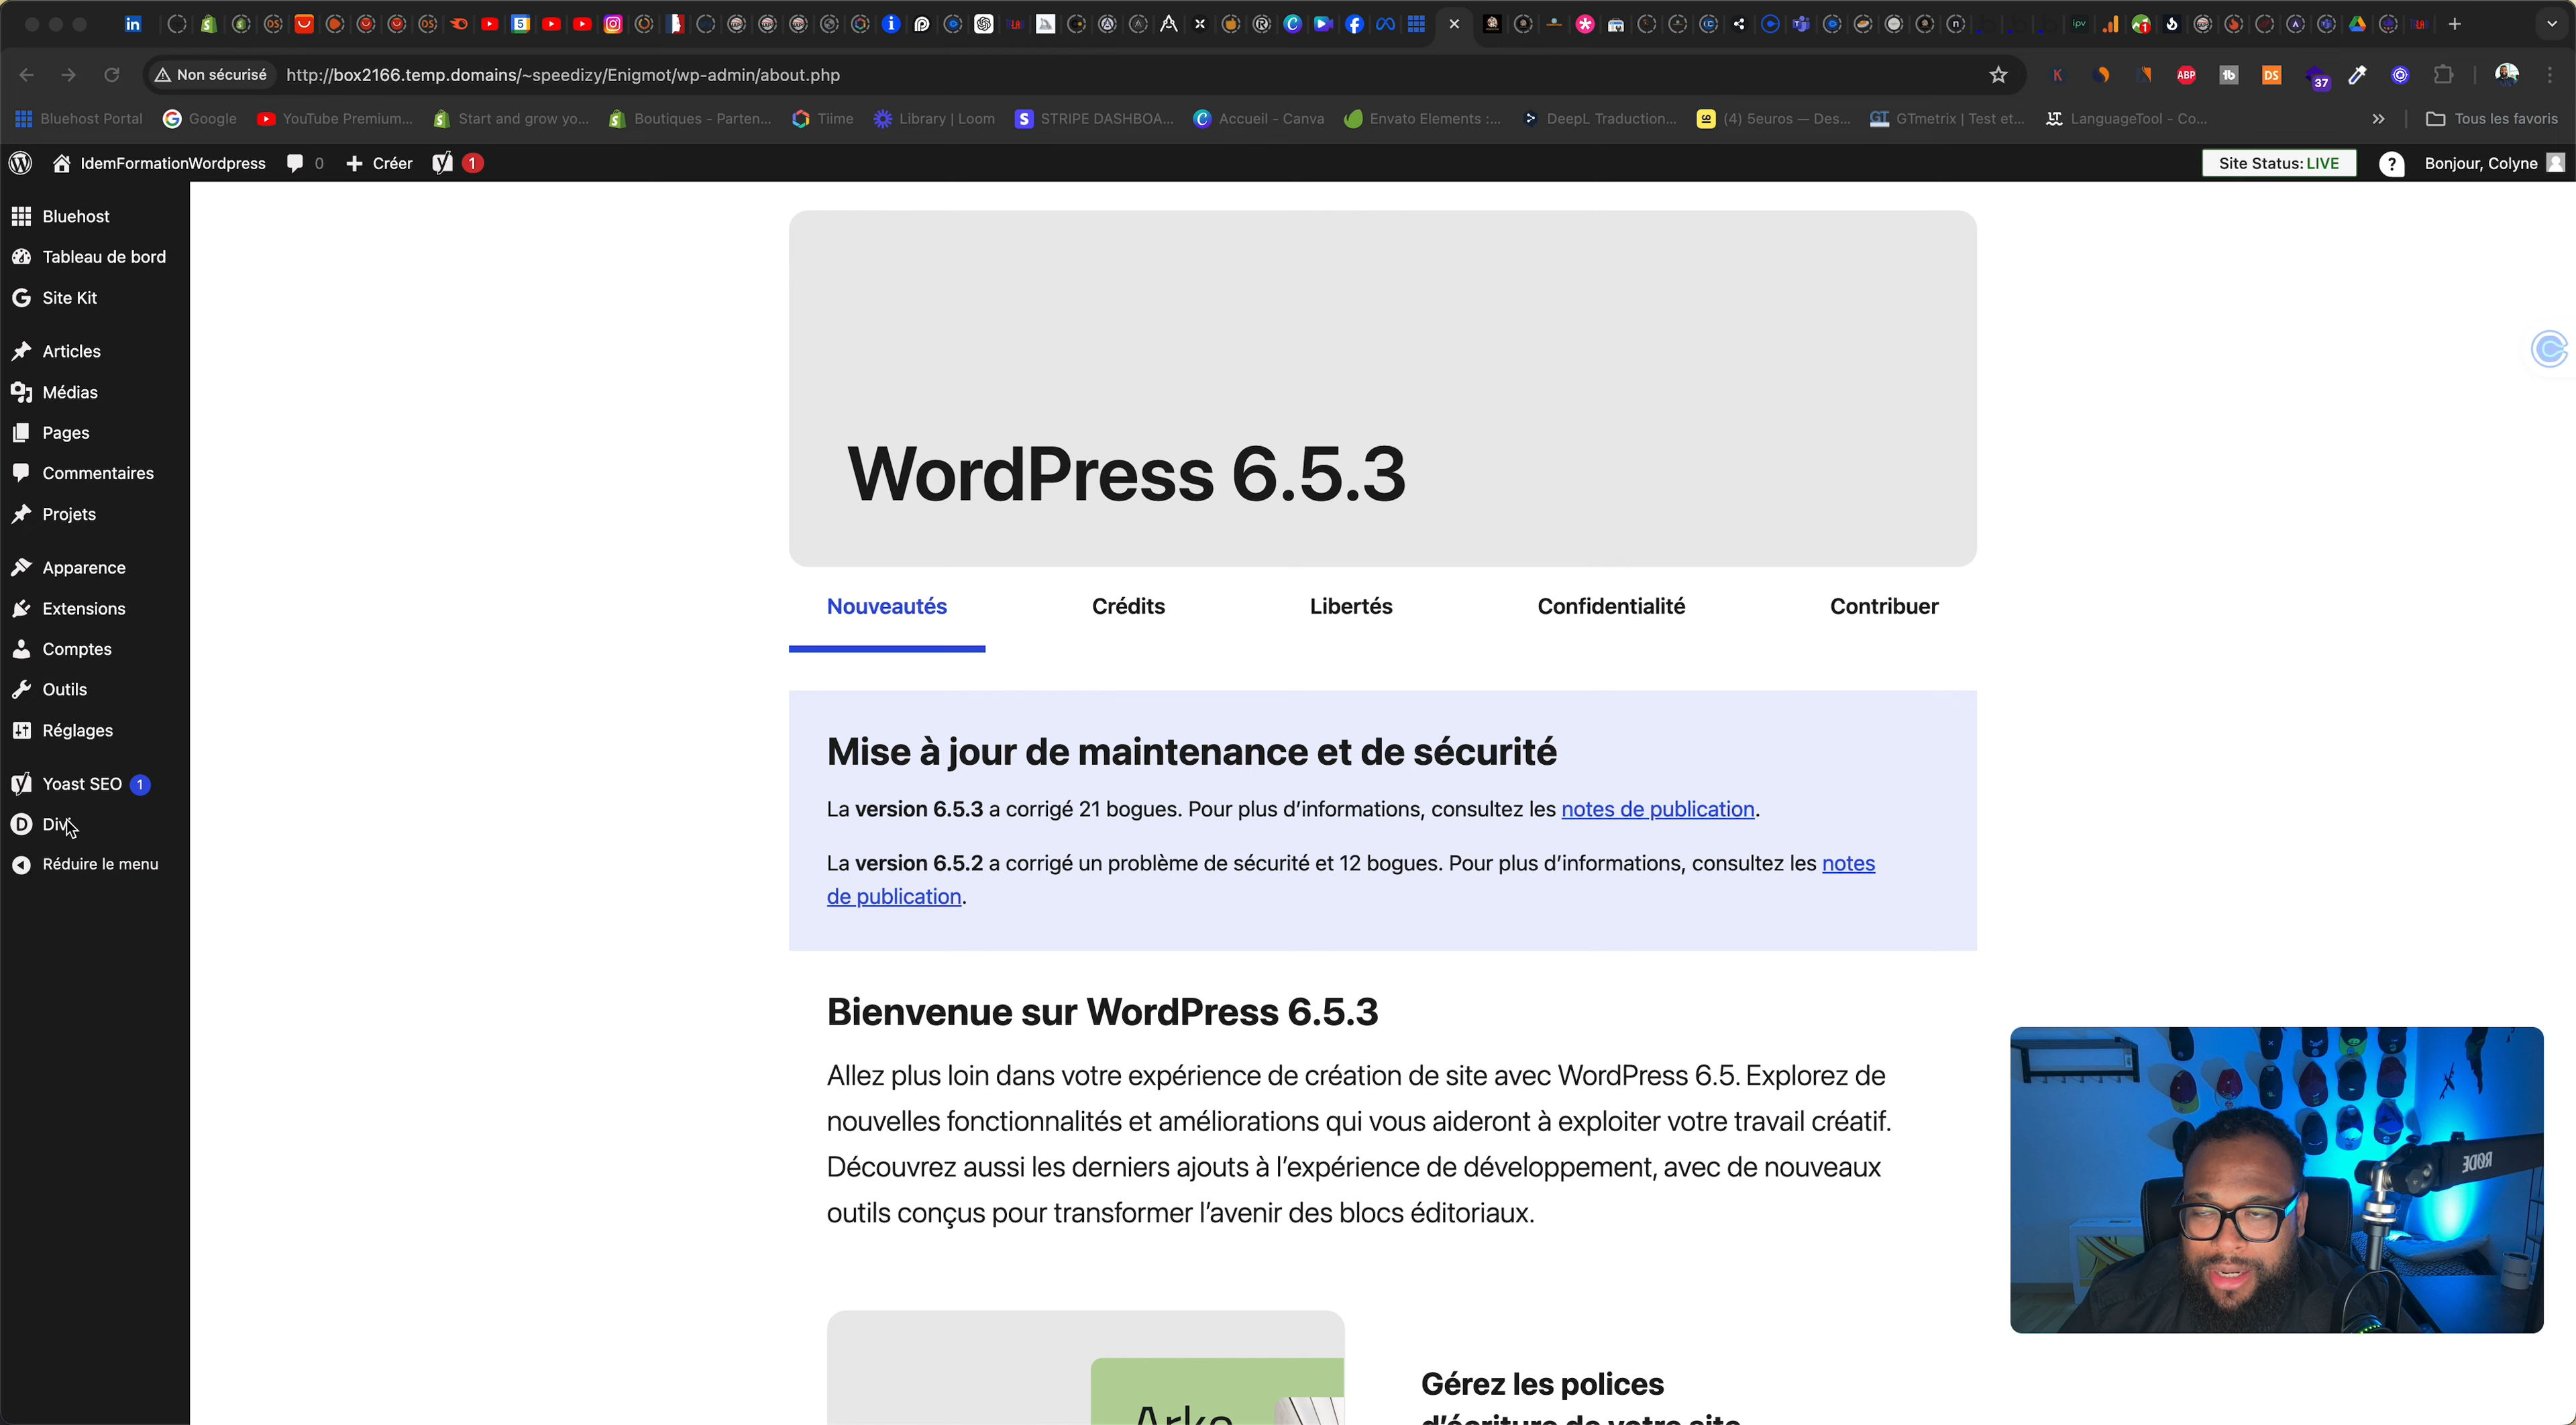 Non sécurisé
http://box2166.temp.domains/~speedizy/Enigmot/wp-admin/about.php
Bluehost Portal
Google
YouTube Premium...
Start and grow yo...
Boutiques - Parten...
Tiime
Library | Loom
STRIPE DASHBOA...
Accueil - Canva
Envato Elements :...
DeepL Traduction...
(4) 5euros — Des...
GTmetrix | Test et...
LanguageTool - Co...
Tous les favoris
IdemFormationWordpress
0
Créer
1
Site Status: LIVE
Bonjour, Colyne
Bluehost
Tableau de bord
Site Kit
Articles
Médias
Pages
Commentaires
Projets
Apparence
Extensions
Comptes
Outils
Réglages
Yoast SEO 1
Réduire le menu
WordPress 6.5.3
Nouveautés
Crédits
Libertés
Confidentialité
Contribuer
Mise à jour de maintenance et de sécurité
La version 6.5.3 a corrigé 21 bogues. Pour plus d’informations, consultez les notes de publication.
La version 6.5.2 a corrigé un problème de sécurité et 12 bogues. Pour plus d’informations, consultez les notes
de publication.
Bienvenue sur WordPress 6.5.3
Allez plus loin dans votre expérience de création de site avec WordPress 6.5. Explorez de
nouvelles fonctionnalités et améliorations qui vous aideront à exploiter votre travail créatif.
Découvrez aussi les derniers ajouts à l’expérience de développement, avec de nouveaux
outils conçus pour transformer l’avenir des blocs éditoriaux.
Gérez les polices
d’écriture de votre site
RØDE